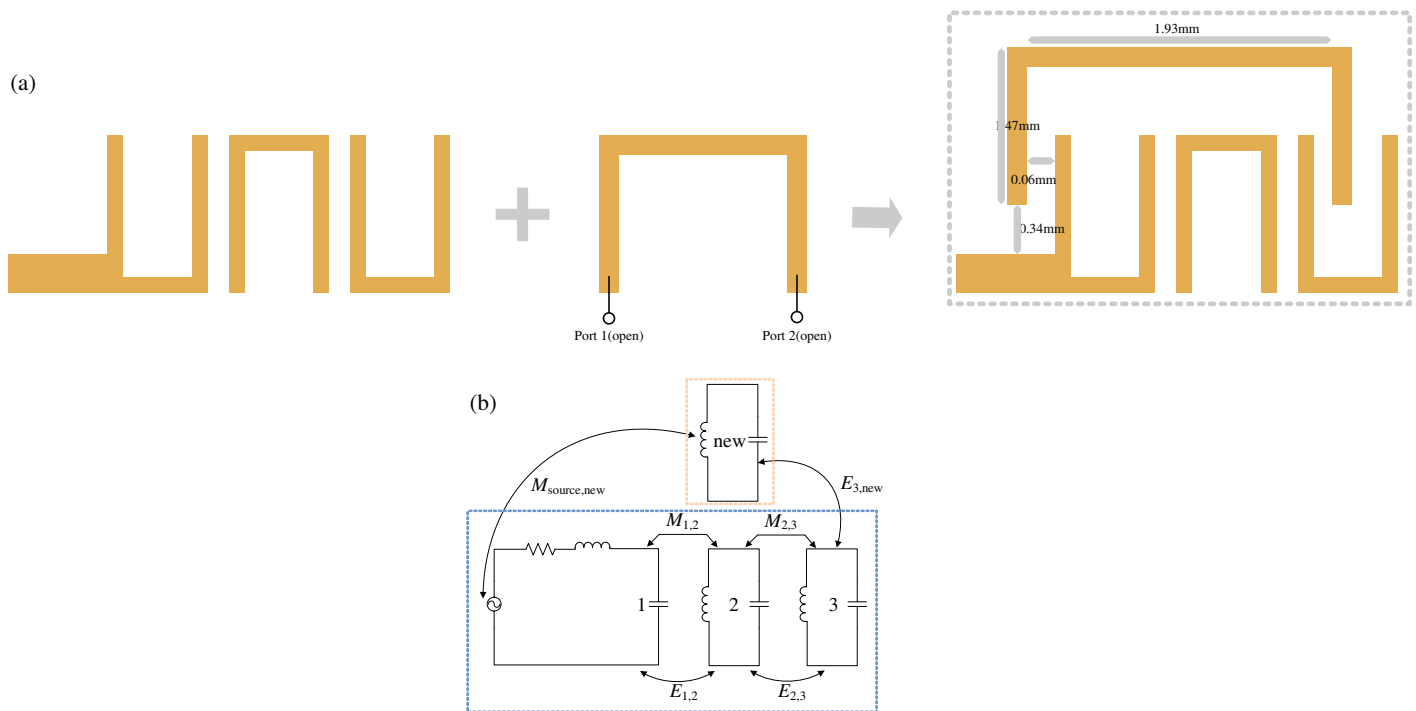 (a)
1.93mm
1.47mm
0.06mm
0.34mm
Port 1(open)
Port 2(open)
(b)
new
M_source,new
E_3,new
M_1,2
M_2,3
1
2
3
E_1,2
E_2,3